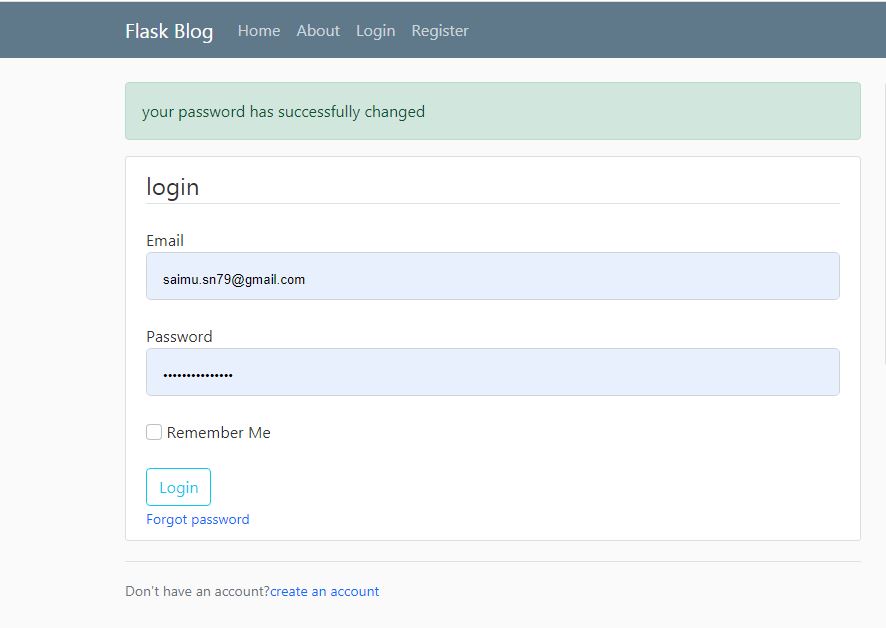 Flask Blog Home About Login Register
your password has successfully changed
login
Email
saimu.sn79@gmail.com
Password
•••••••••••••••
Remember Me
Login
Forgot password
Don't have an account?create an account